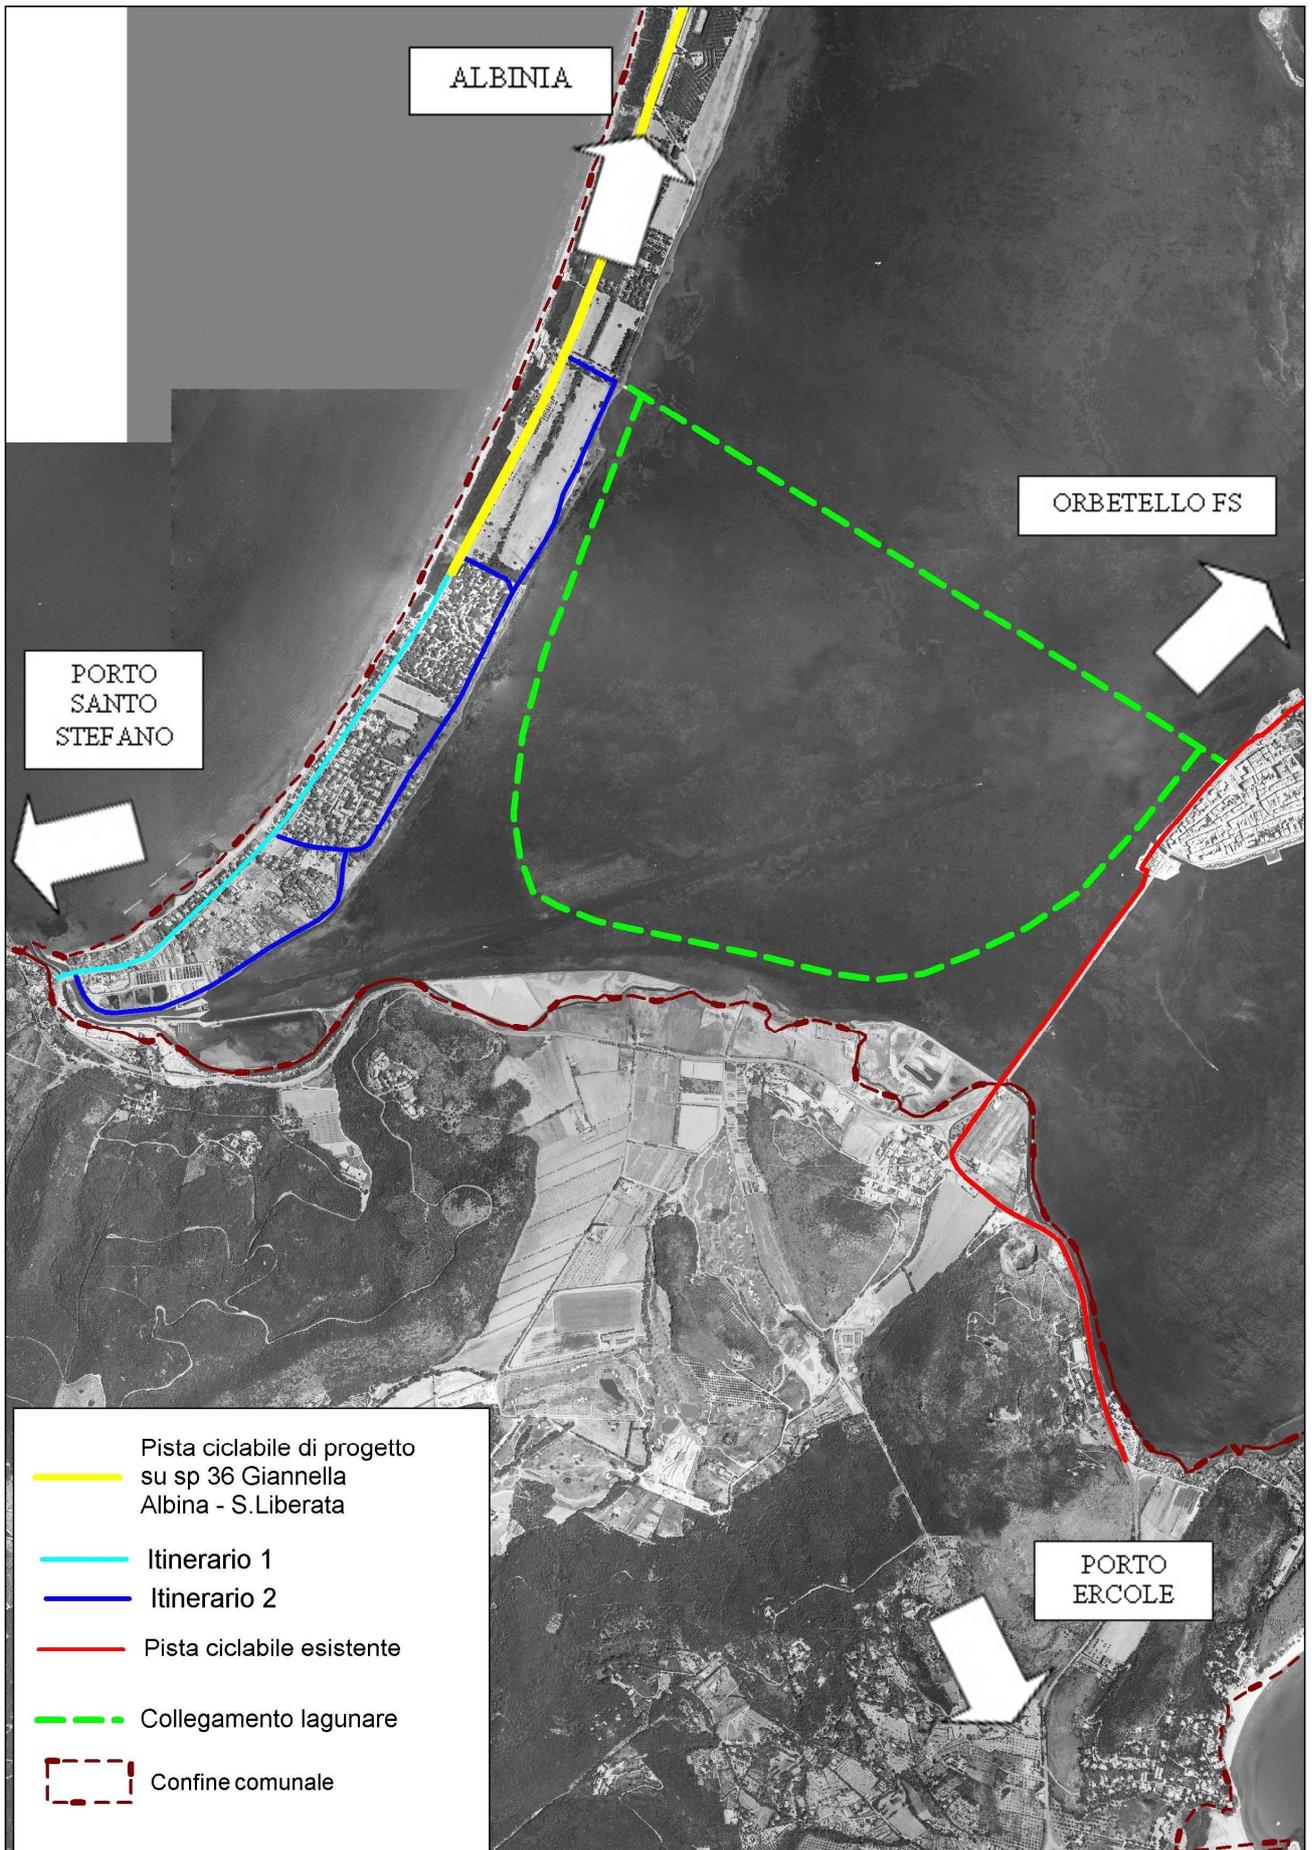 ALBINIA
ORBETELLO FS
PORTO
SANTO
STEFANO
Pista ciclabile di progetto
su sp 36 Giannella
Albina - S.Liberata
Itinerario 1
Itinerario 2
Pista ciclabile esistente
Collegamento lagunare
Confine comunale
PORTO
ERCOLE